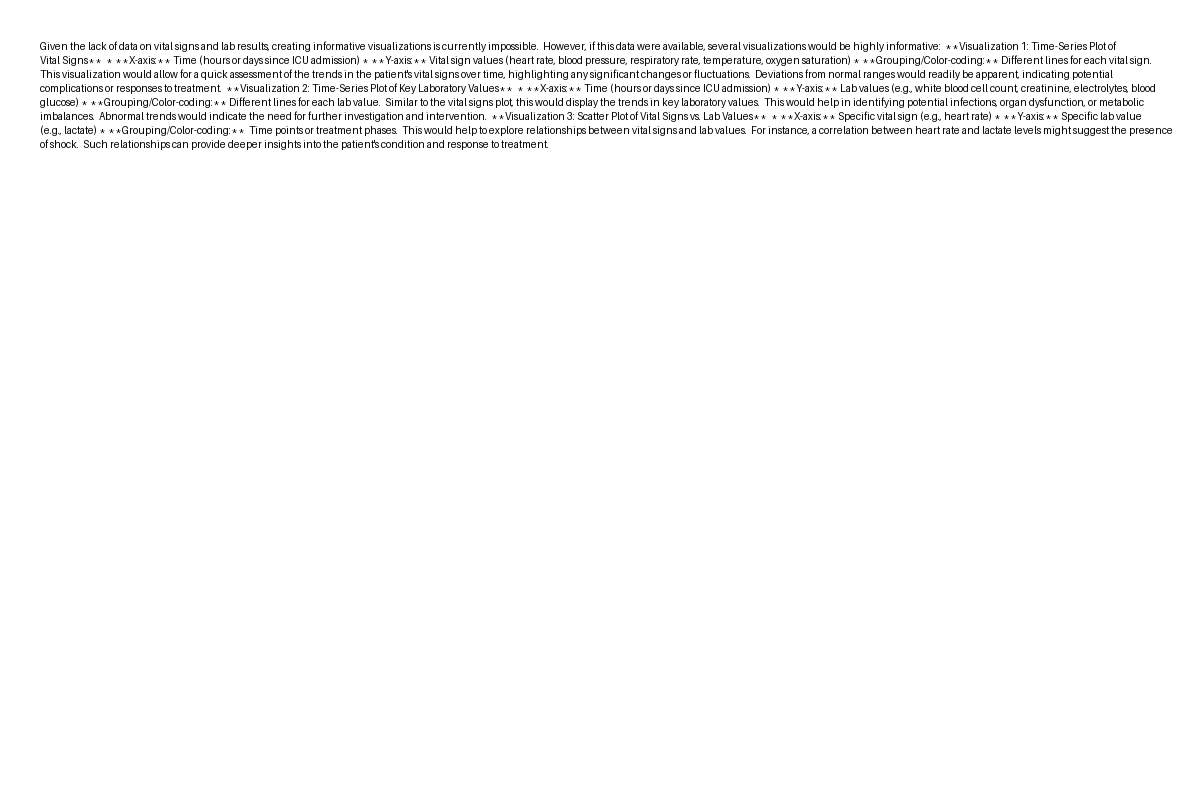 Given the lack of data on vital signs and lab results, creating informative visualizations is currently impossible.  However, if this data were available, several visualizations would be highly informative:  **Visualization 1: Time-Series Plot of
Vital Signs**  * **X-axis:** Time (hours or days since ICU admission) * **Y-axis:** Vital sign values (heart rate, blood pressure, respiratory rate, temperature, oxygen saturation) * **Grouping/Color-coding:** Different lines for each vital sign.
This visualization would allow for a quick assessment of the trends in the patient's vital signs over time, highlighting any significant changes or fluctuations.  Deviations from normal ranges would readily be apparent, indicating potential
complications or responses to treatment.  **Visualization 2: Time-Series Plot of Key Laboratory Values**  * **X-axis:** Time (hours or days since ICU admission) * **Y-axis:** Lab values (e.g., white blood cell count, creatinine, electrolytes, blood
glucose) * **Grouping/Color-coding:** Different lines for each lab value.  Similar to the vital signs plot, this would display the trends in key laboratory values.  This would help in identifying potential infections, organ dysfunction, or metabolic
imbalances.  Abnormal trends would indicate the need for further investigation and intervention.  **Visualization 3: Scatter Plot of Vital Signs vs. Lab Values**  * **X-axis:** Specific vital sign (e.g., heart rate) * **Y-axis:** Specific lab value
(e.g., lactate) * **Grouping/Color-coding:**  Time points or treatment phases.  This would help to explore relationships between vital signs and lab values.  For instance, a correlation between heart rate and lactate levels might suggest the presence
of shock.  Such relationships can provide deeper insights into the patient's condition and response to treatment.